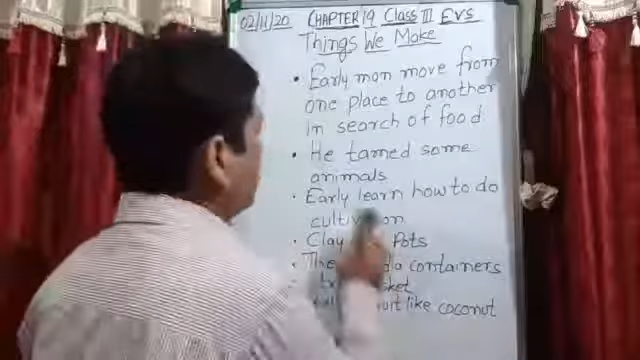 02/11/20 CHAPTER 19 Class III EVS
Things We Make
• Early man move from
one place to another
in search of food
• He tamed some
animals
• Early learn how to do
• Clay Pots
containers
like coconut